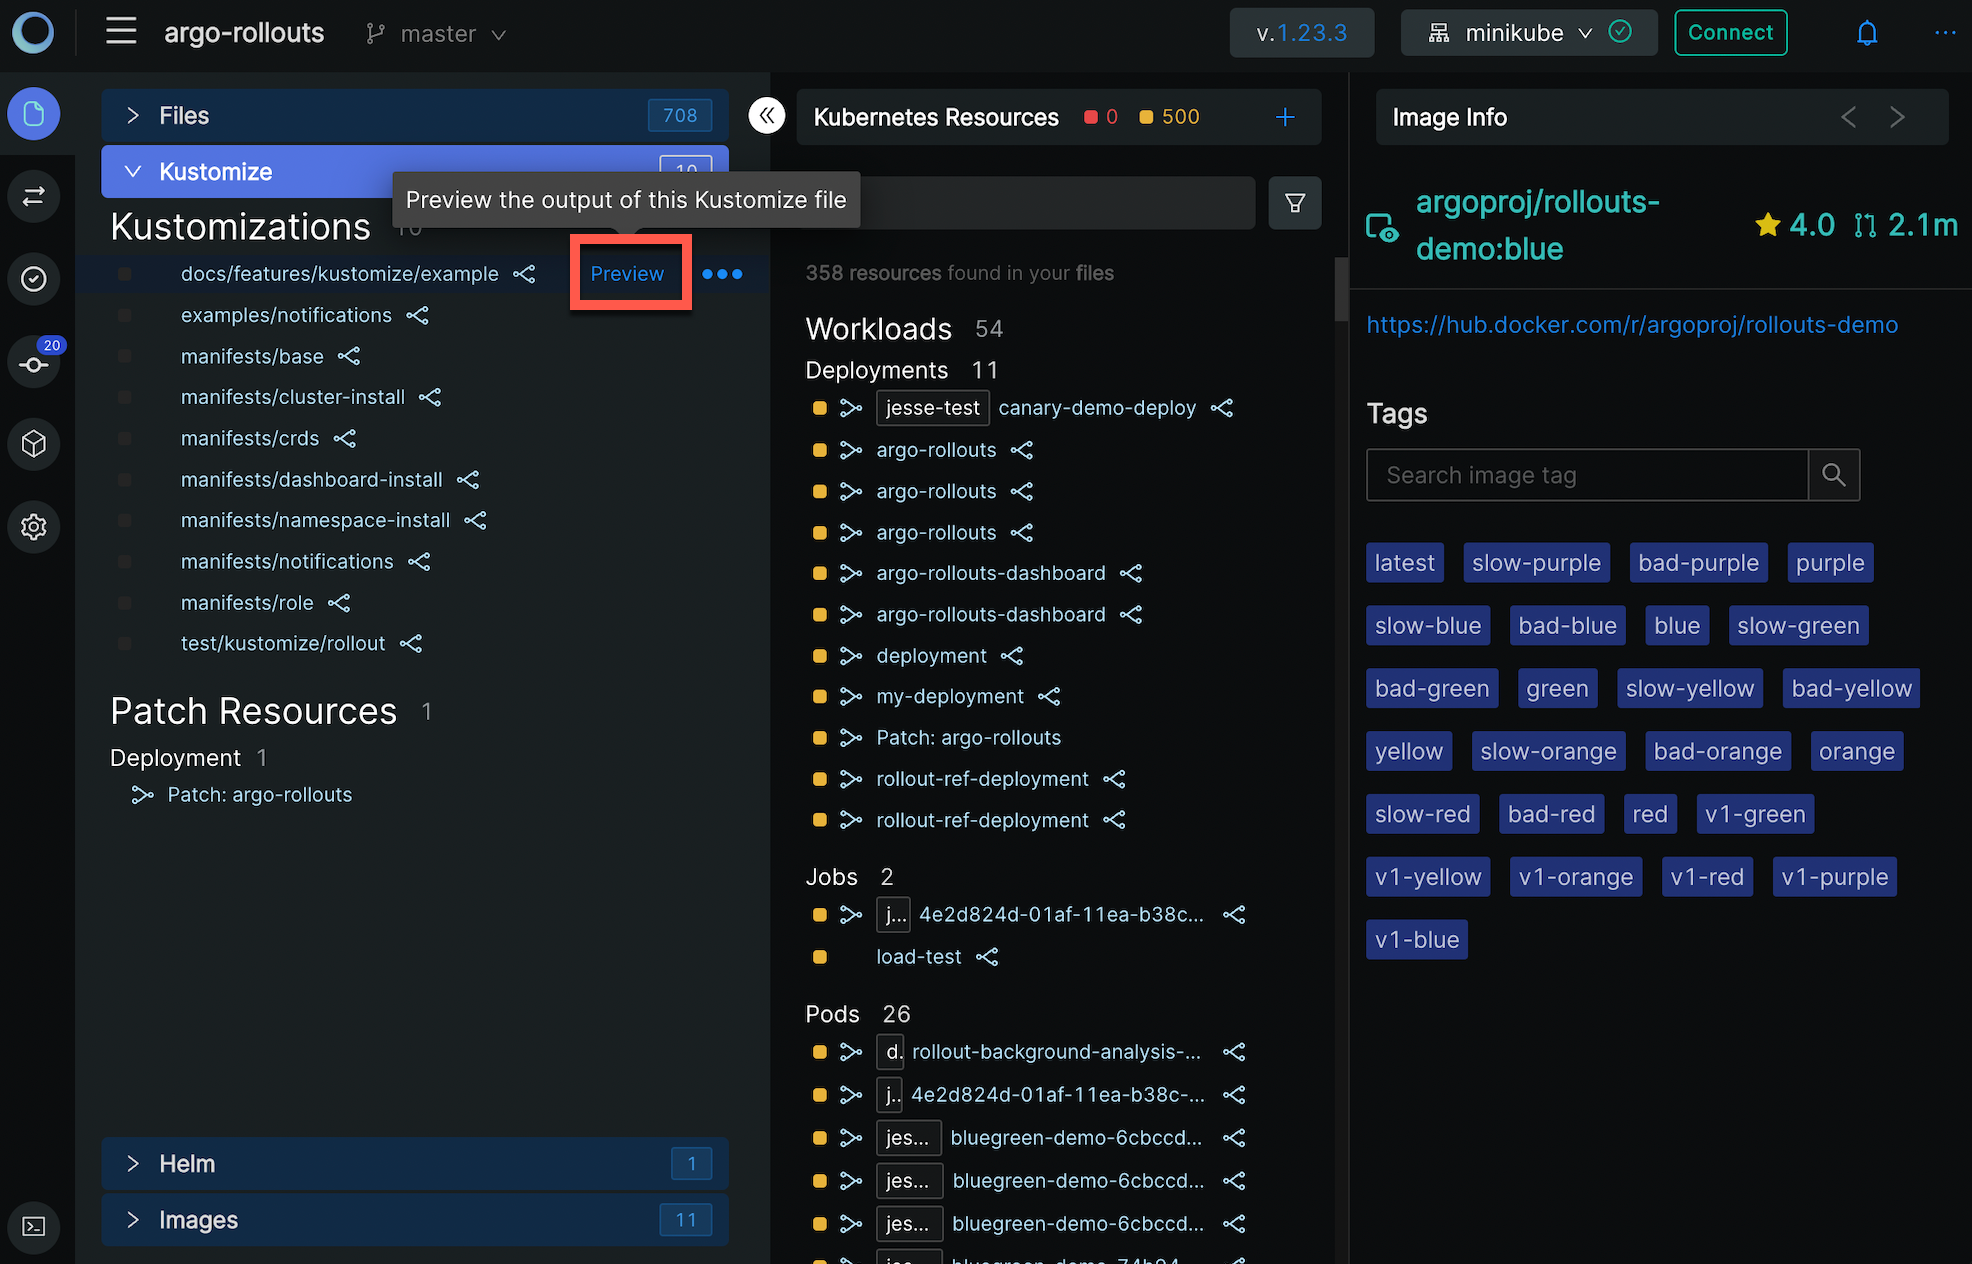 argo-rollouts
master
v.1.23.3
minikube
Connect
Files
708
Kustomize
10
Preview the output of this Kustomize file
Kustomizations
10
docs/features/kustomize/example
Preview
examples/notifications
manifests/base
manifests/cluster-install
manifests/crds
manifests/dashboard-install
manifests/namespace-install
manifests/notifications
manifests/role
test/kustomize/rollout
Patch Resources 1
Deployment 1
Patch: argo-rollouts
Helm
1
Images
11
20
Kubernetes Resources
0
500
358 resources found in your files
Workloads 54
Deployments 11
jesse-test canary-demo-deploy
argo-rollouts
argo-rollouts
argo-rollouts
argo-rollouts-dashboard
argo-rollouts-dashboard
deployment
my-deployment
Patch: argo-rollouts
rollout-ref-deployment
rollout-ref-deployment
Jobs 2
j... 4e2d824d-01af-11ea-b38c...
load-test
Pods 26
d. rollout-background-analysis-...
j.. 4e2d824d-01af-11ea-b38c-...
jes... bluegreen-demo-6cbccd...
jes... bluegreen-demo-6cbccd...
jes... bluegreen-demo-6cbccd...
Image Info
argoproj/rollouts-
demo:blue
4.0
2.1m
https://hub.docker.com/r/argoproj/rollouts-demo
Tags
Search image tag
latest slow-purple bad-purple purple
slow-blue bad-blue blue slow-green
bad-green green slow-yellow bad-yellow
yellow slow-orange bad-orange orange
slow-red bad-red red v1-green
v1-yellow v1-orange v1-red v1-purple
v1-blue